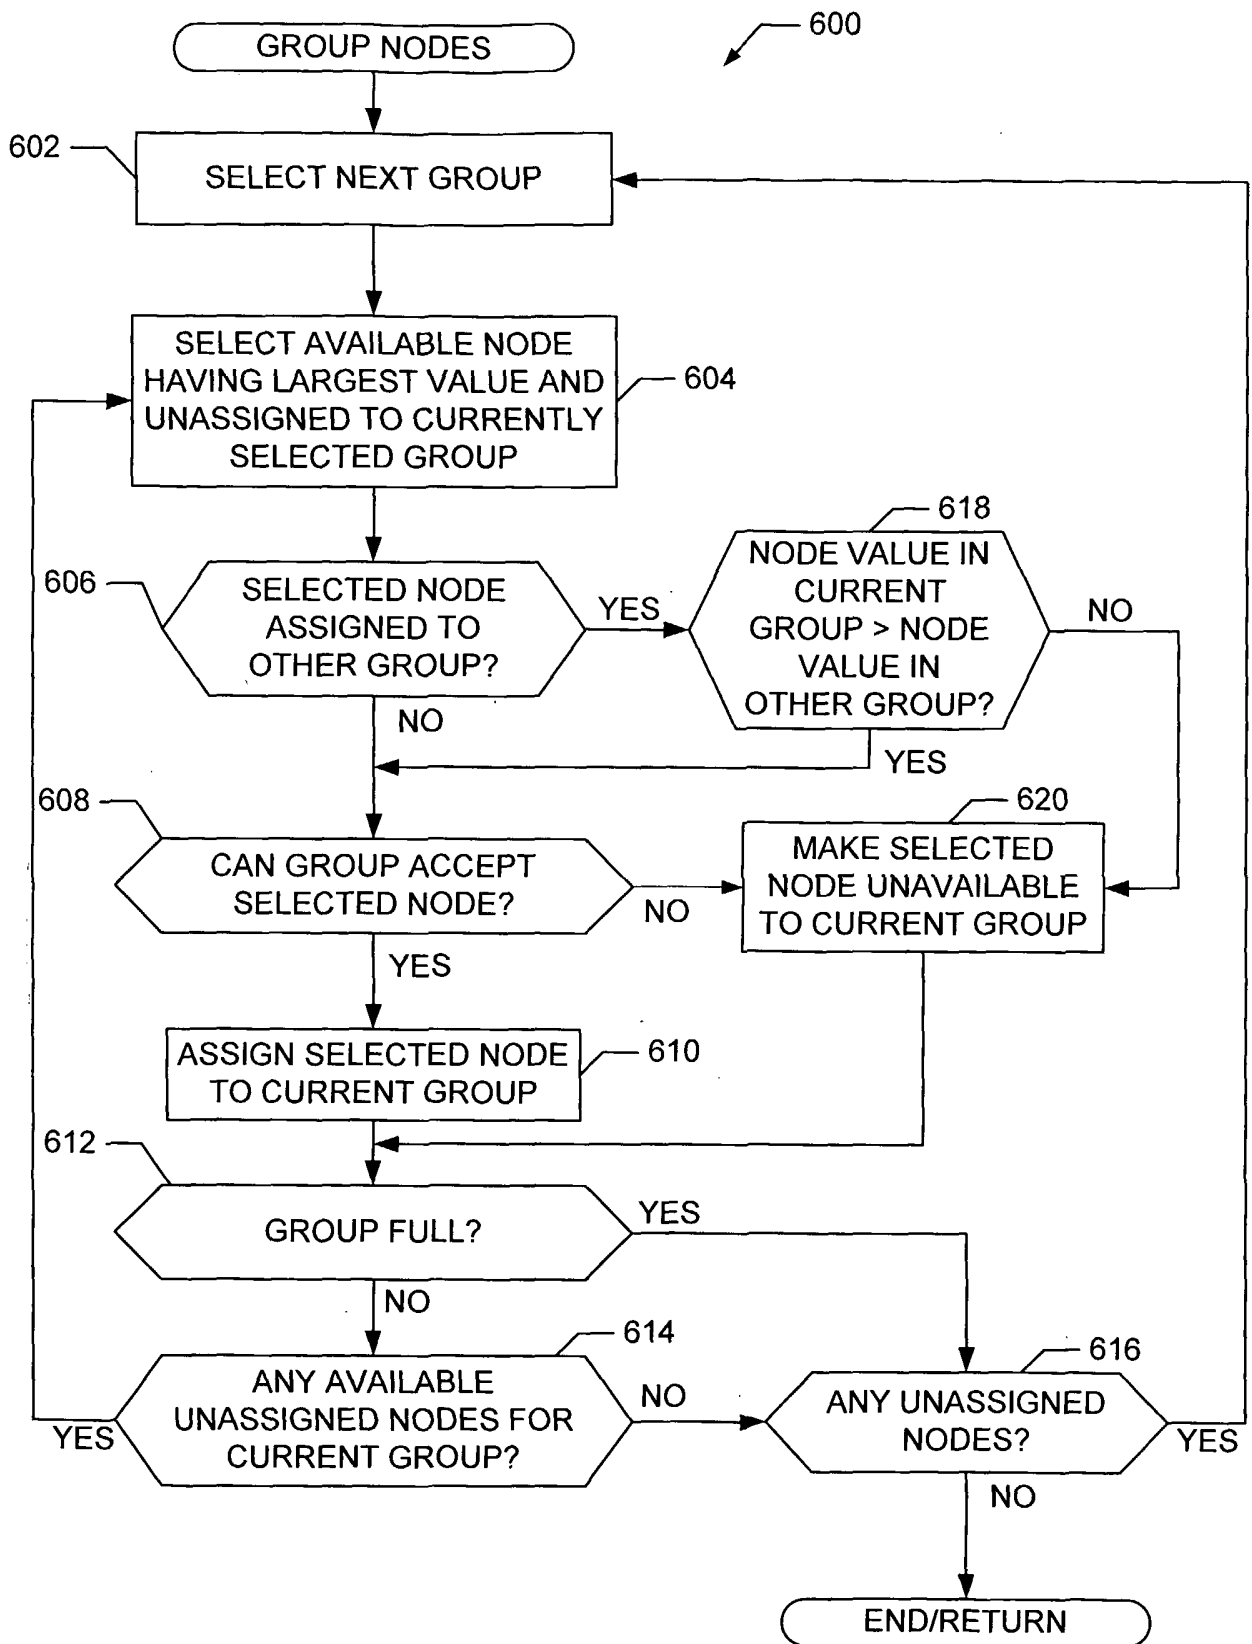 GROUP NODES
600
602
SELECT NEXT GROUP
SELECT AVAILABLE NODE
HAVING LARGEST VALUE AND
UNASSIGNED TO CURRENTLY
SELECTED GROUP
604
618
606
SELECTED NODE
ASSIGNED TO
OTHER GROUP?
YES
NODE VALUE IN
CURRENT
GROUP > NODE
VALUE IN
OTHER GROUP?
NO
NO
YES
608
CAN GROUP ACCEPT
SELECTED NODE?
NO
620
MAKE SELECTED
NODE UNAVAILABLE
TO CURRENT GROUP
YES
ASSIGN SELECTED NODE
TO CURRENT GROUP
610
612
GROUP FULL?
YES
NO
614
ANY AVAILABLE
UNASSIGNED NODES FOR
CURRENT GROUP?
YES
NO
616
ANY UNASSIGNED
NODES?
YES
NO
END/RETURN